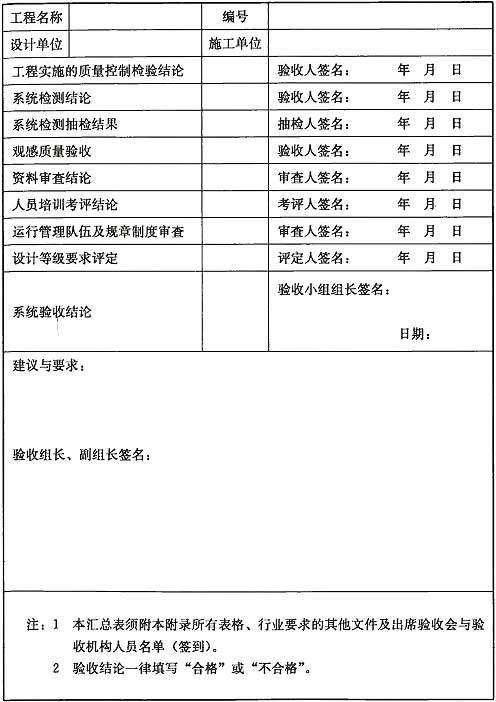 工程名称 编号
设计单位 施工单位
工程实施的质量控制检验结论 验收人签名： 年 月 日
系统检测结论 验收人签名： 年 月 日
系统检测抽检结果 抽检人签名： 年 月 日
观感质量验收 验收人签名： 年 月 日
资料审查结论 审查人签名： 年 月 日
人员培训考评结论 考评人签名： 年 月 日
运行管理队伍及规章制度审查 审查人签名： 年 月 日
设计等级要求评定 评定人签名： 年 月 日
系统验收结论 验收小组组长签名：
日期：
建议与要求：
验收组长、副组长签名：
注：1 本汇总表须附本附录所有表格、行业要求的其他文件及出席验收会与验
收机构人员名单（签到）。
2 验收结论一律填写“合格”或“不合格”。